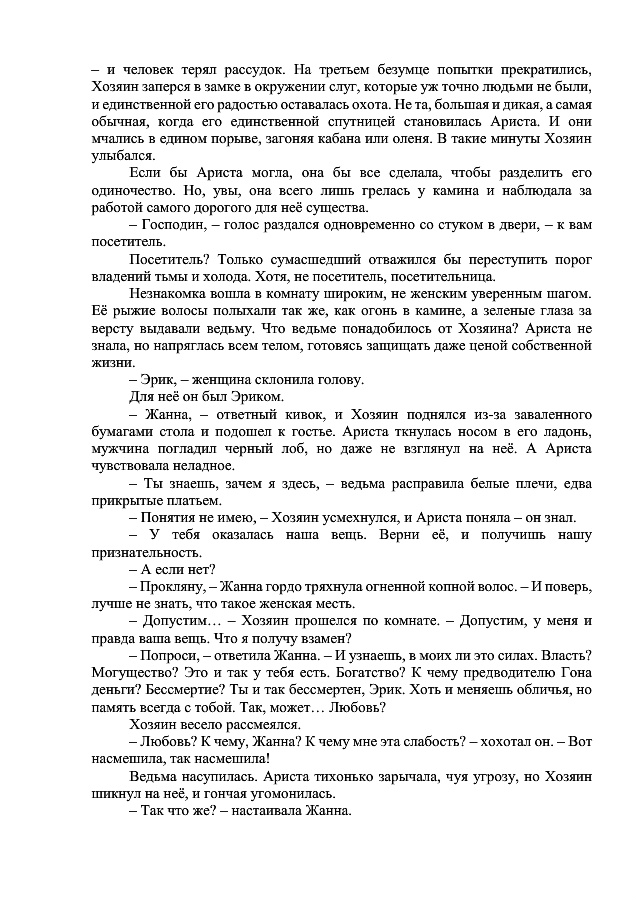 – и человек терял рассудок. На третьем безумце попытки прекратились,
Хозяин заперся в замке в окружении слуг, которые уж точно людьми не были,
и единственной его радостью оставалась охота. Не та, большая и дикая, а самая
обычная, когда его единственной спутницей становилась Ариста. И они
мчались в едином порыве, загоняя кабана или оленя. В такие минуты Хозяин
улыбался.
Если бы Ариста могла, она бы все сделала, чтобы разделить его
одиночество. Но, увы, она всего лишь грелась у камина и наблюдала за
работой самого дорогого для неё существа.
– Господин, – голос раздался одновременно со стуком в двери, – к вам
посетитель.
Посетитель? Только сумасшедший отважился бы переступить порог
владений тьмы и холода. Хотя, не посетитель, посетительница.
Незнакомка вошла в комнату широким, не женским уверенным шагом.
Её рыжие волосы полыхали так же, как огонь в камине, а зеленые глаза за
версту выдавали ведьму. Что ведьме понадобилось от Хозяина? Ариста не
знала, но напряглась всем телом, готовясь защищать даже ценой собственной
жизни.
– Эрик, – женщина склонила голову.
Для неё он был Эриком.
– Жанна, – ответный кивок, и Хозяин поднялся из-за заваленного
бумагами стола и подошел к гостье. Ариста ткнулась носом в его ладонь,
мужчина погладил черный лоб, но даже не взглянул на неё. А Ариста
чувствовала неладное.
– Ты знаешь, зачем я здесь, – ведьма расправила белые плечи, едва
прикрытые платьем.
– Понятия не имею, – Хозяин усмехнулся, и Ариста поняла – он знал.
– У тебя оказалась наша вещь. Верни её, и получишь нашу
признательность.
– А если нет?
– Прокляну, – Жанна гордо тряхнула огненной копной волос. – И поверь,
лучше не знать, что такое женская месть.
– Допустим… – Хозяин прошелся по комнате. – Допустим, у меня и
правда ваша вещь. Что я получу взамен?
– Попроси, – ответила Жанна. – И узнаешь, в моих ли это силах. Власть?
Могущество? Это и так у тебя есть. Богатство? К чему предводителю Гона
деньги? Бессмертие? Ты и так бессмертен, Эрик. Хоть и меняешь обличья, но
память всегда с тобой. Так, может… Любовь?
Хозяин весело рассмеялся.
– Любовь? К чему, Жанна? К чему мне эта слабость? – хохотал он. – Вот
насмешила, так насмешила!
Ведьма насупилась. Ариста тихонько зарычала, чуя угрозу, но Хозяин
шикнул на неё, и гончая угомонилась.
– Так что же? – настаивала Жанна.